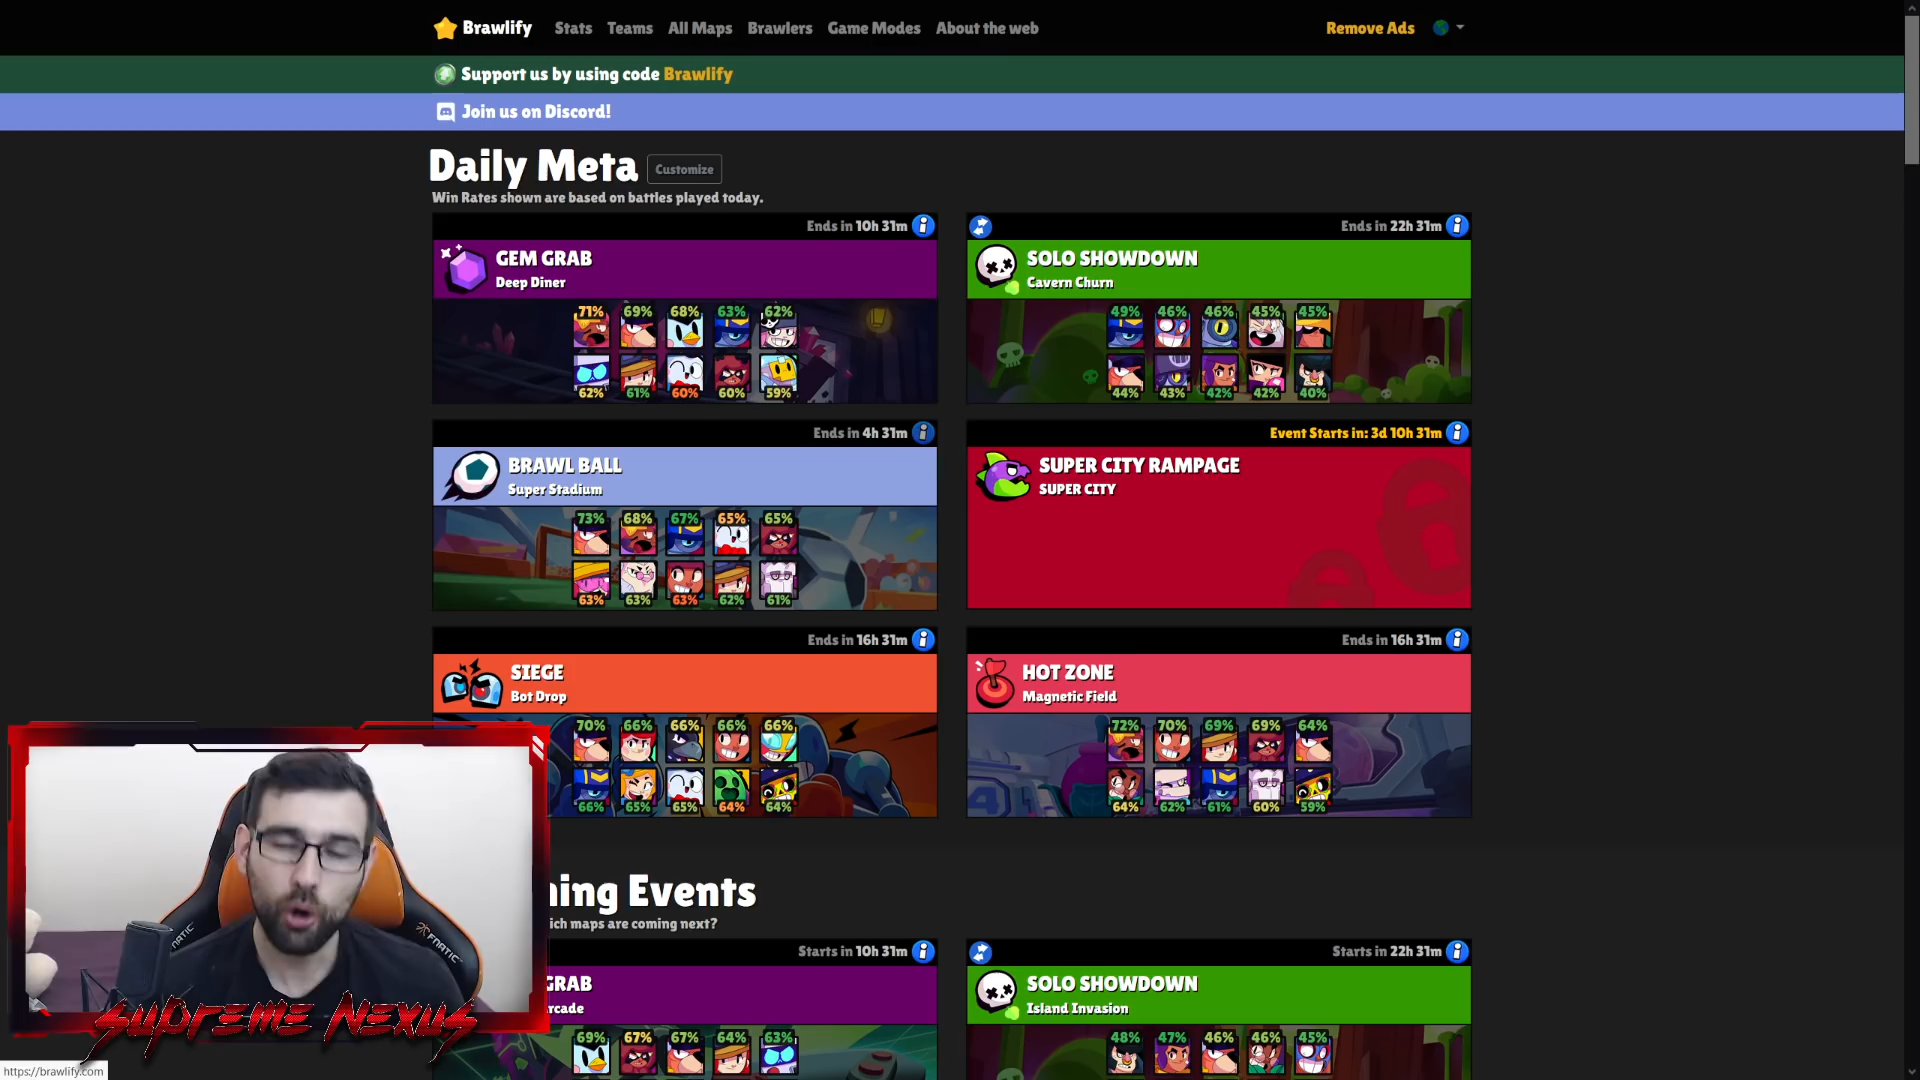 Brawlify Stats Teams All Maps Brawlers Game Modes About the web Remove Ads
Support us by using code Brawlify
Join us on Discord!
Daily Meta Customize
Win Rates shown are based on battles played today.
Ends in 10h 31m
GEM GRAB
Deep Diner
71% 69% 68% 63% 62%
62% 61% 60% 60% 59%
Ends in 22h 31m
SOLO SHOWDOWN
Cavern Churn
49% 46% 46% 45% 45%
44% 43% 42% 42% 40%
Ends in 4h 31m
BRAWL BALL
Super Stadium
73% 68% 67% 65% 65%
63% 63% 63% 62% 61%
Event Starts in: 3d 10h 31m
SUPER CITY RAMPAGE
SUPER CITY
Ends in 16h 31m
SIEGE
Bot Drop
70% 66% 66% 66% 66%
66% 65% 65% 64% 64%
Ends in 16h 31m
HOT ZONE
Magnetic Field
72% 70% 69% 69% 64%
64% 62% 61% 60% 59%
ning Events
ich maps are coming next?
Starts in 10h 31m
GRAB
rcade
69% 67% 67% 64% 63%
Starts in 22h 31m
SOLO SHOWDOWN
Island Invasion
48% 47% 46% 46% 45%
FNATIC
NATIC
SUPREME NEXUS
https://brawlify.com